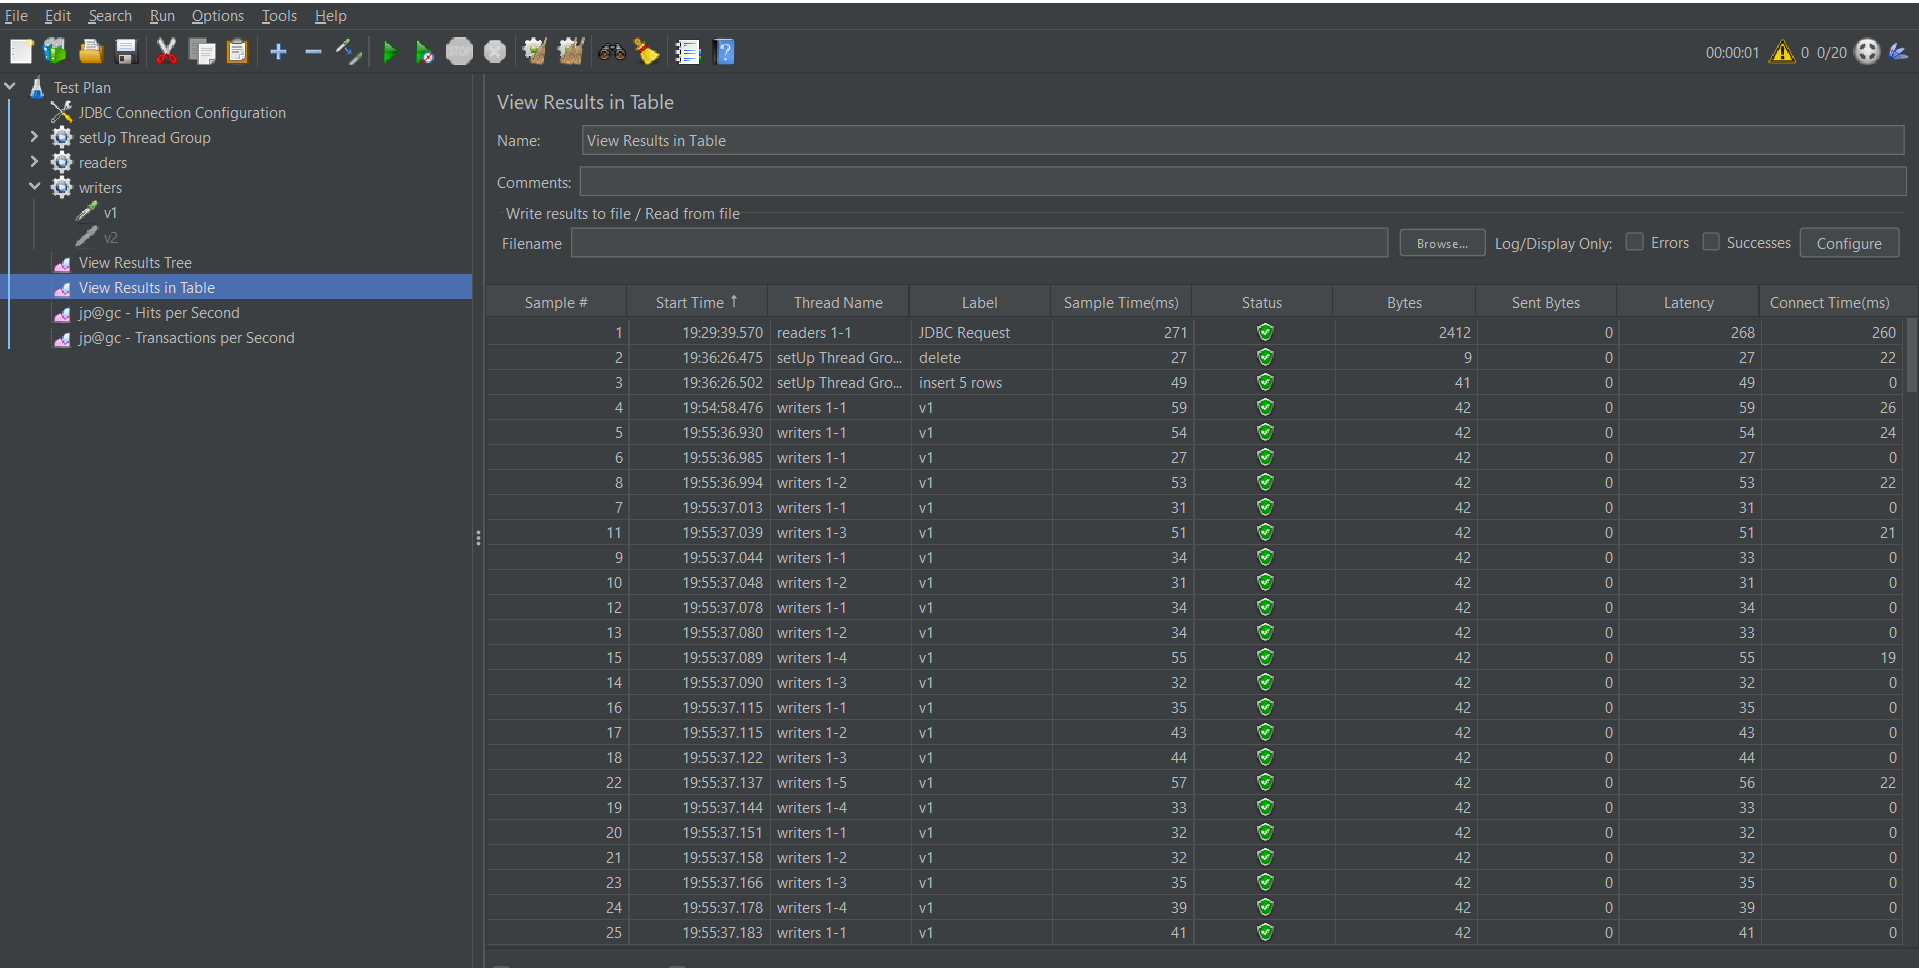 File Edit Search Run Options Tools Help
STOP
00:00:01 0 0/20
Test Plan
JDBC Connection Configuration
setUp Thread Group
readers
writers
v1
v2
View Results Tree
View Results in Table
jp@gc - Hits per Second
jp@gc - Transactions per Second
View Results in Table
Name: View Results in Table
Comments:
Write results to file / Read from file
Filename Browse... Log/Display Only: Errors Successes Configure
Sample # Start Time ↑ Thread Name Label Sample Time(ms) Status Bytes Sent Bytes Latency Connect Time(ms)
1 19:29:39.570 readers 1-1 JDBC Request 271 2412 0 268 260
2 19:36:26.475 setUp Thread Gro... delete 27 9 0 27 22
3 19:36:26.502 setUp Thread Gro... insert 5 rows 49 41 0 49 0
4 19:54:58.476 writers 1-1 v1 59 42 0 59 26
5 19:55:36.930 writers 1-1 v1 54 42 0 54 24
6 19:55:36.985 writers 1-1 v1 27 42 0 27 0
8 19:55:36.994 writers 1-2 v1 53 42 0 53 22
7 19:55:37.013 writers 1-1 v1 31 42 0 31 0
11 19:55:37.039 writers 1-3 v1 51 42 0 51 21
9 19:55:37.044 writers 1-1 v1 34 42 0 33 0
10 19:55:37.048 writers 1-2 v1 31 42 0 31 0
12 19:55:37.078 writers 1-1 v1 34 42 0 34 0
13 19:55:37.080 writers 1-2 v1 34 42 0 33 0
15 19:55:37.089 writers 1-4 v1 55 42 0 55 19
14 19:55:37.090 writers 1-3 v1 32 42 0 32 0
16 19:55:37.115 writers 1-1 v1 35 42 0 35 0
17 19:55:37.115 writers 1-2 v1 43 42 0 43 0
18 19:55:37.122 writers 1-3 v1 44 42 0 44 0
22 19:55:37.137 writers 1-5 v1 57 42 0 56 22
19 19:55:37.144 writers 1-4 v1 33 42 0 33 0
20 19:55:37.151 writers 1-1 v1 32 42 0 32 0
21 19:55:37.158 writers 1-2 v1 32 42 0 32 0
23 19:55:37.166 writers 1-3 v1 35 42 0 35 0
24 19:55:37.178 writers 1-4 v1 39 42 0 39 0
25 19:55:37.183 writers 1-1 v1 41 42 0 41 0